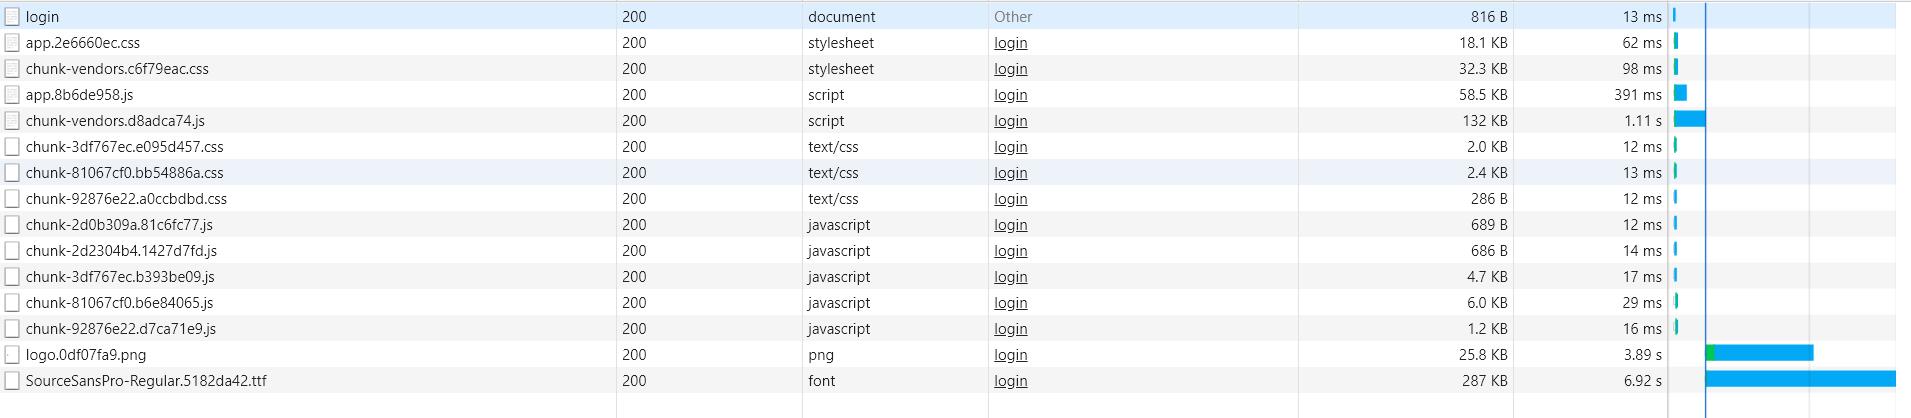 login 200 document Other 816 B 13 ms
app.2e6660ec.css 200 stylesheet login 18.1 KB 62 ms
chunk-vendors.c6f79eac.css 200 stylesheet login 32.3 KB 98 ms
app.8b6de958.js 200 script login 58.5 KB 391 ms
chunk-vendors.d8adca74.js 200 script login 132 KB 1.11 s
chunk-3df767ec.e095d457.css 200 text/css login 2.0 KB 12 ms
chunk-81067cf0.bb54886a.css 200 text/css login 2.4 KB 13 ms
chunk-92876e22.a0ccbdbd.css 200 text/css login 286 B 12 ms
chunk-2d0b309a.81c6fc77.js 200 javascript login 689 B 12 ms
chunk-2d2304b4.1427d7fd.js 200 javascript login 686 B 14 ms
chunk-3df767ec.b393be09.js 200 javascript login 4.7 KB 17 ms
chunk-81067cf0.b6e84065.js 200 javascript login 6.0 KB 29 ms
chunk-92876e22.d7ca71e9.js 200 javascript login 1.2 KB 16 ms
logo.0df07fa9.png 200 png login 25.8 KB 3.89 s
SourceSansPro-Regular.5182da42.ttf 200 font login 287 KB 6.92 s